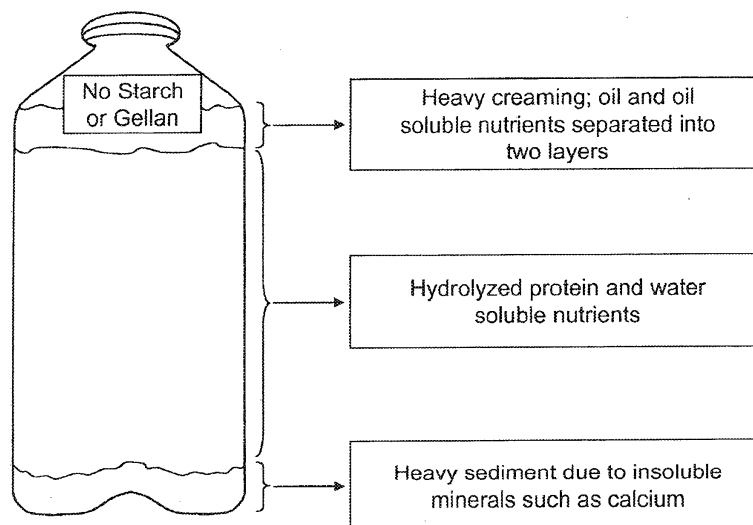 No Starch
or Gellan
Heavy creaming; oil and oil
soluble nutrients separated into
two layers
Hydrolyzed protein and water
soluble nutrients
Heavy sediment due to insoluble
minerals such as calcium